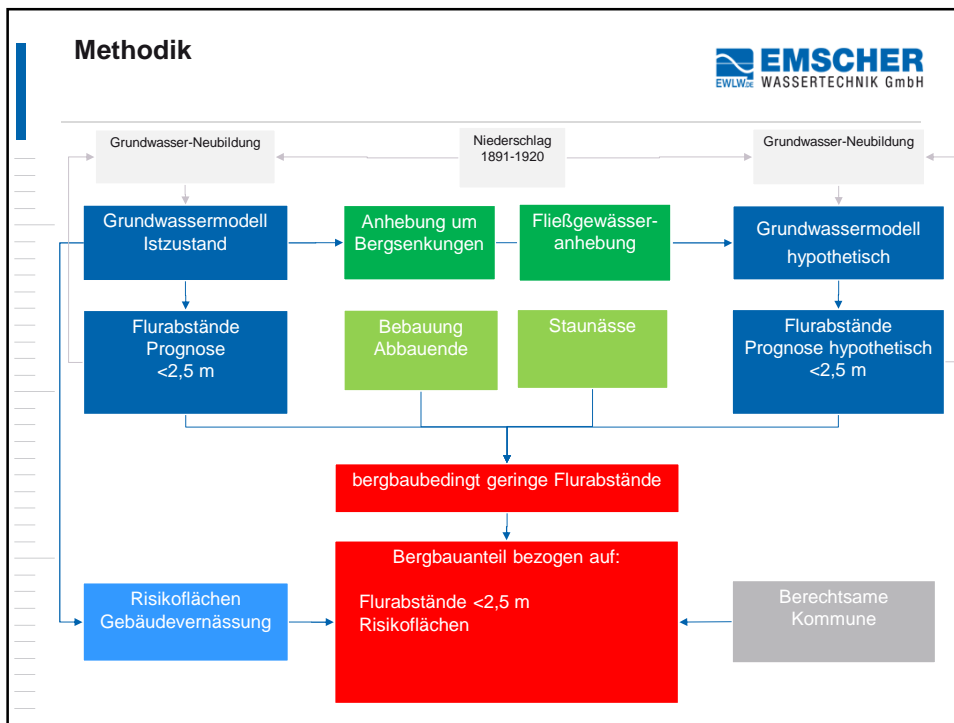 Methodik
EMSCHER
EWLW.DE WASSERTECHNIK GmbH
Grundwasser-Neubildung
Niederschlag
1891-1920
Grundwasser-Neubildung
Grundwassermodell
Istzustand
Anhebung um
Bergsenkungen
Fließgewässer-
anhebung
Grundwassermodell
hypothetisch
Flurabstände
Prognose
<2,5 m
Bebauung
Abbauende
Staunässe
Flurabstände
Prognose hypothetisch
<2,5 m
bergbaubedingt geringe Flurabstände
Bergbauanteil bezogen auf:
Flurabstände <2,5 m
Risikoflächen
Risikoflächen
Gebäudevernässung
Berechtsame
Kommune